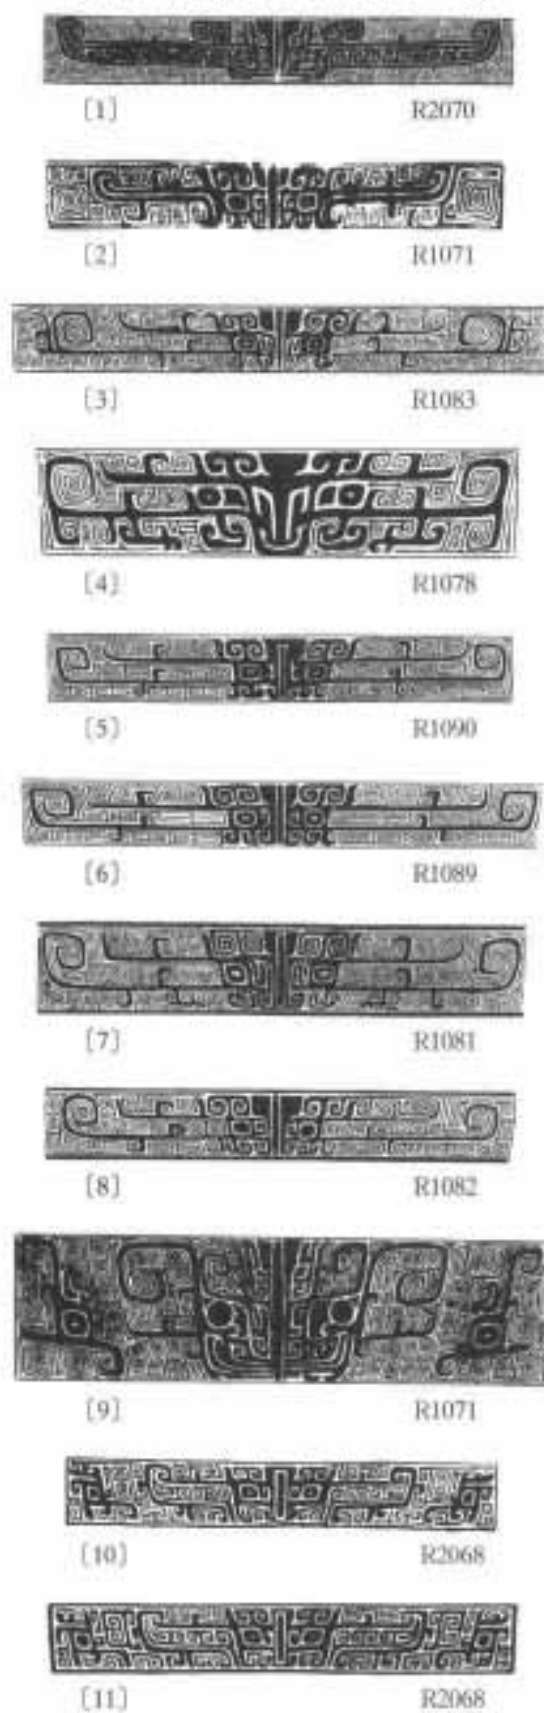 [1] R2070
[2] R1071
[3] R1083
[4] R1078
[5] R1090
[6] R1089
[7] R1081
[8] R1082
[9] R1071
[10] R2068
[11] R2068